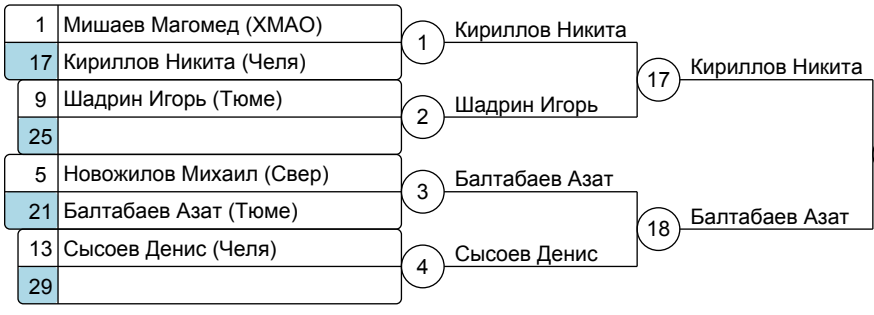 1 Мишаев Магомед (ХМАО)
17 Кириллов Никита (Челя)
9 Шадрин Игорь (Тюме)
25
5 Новожилов Михаил (Свер)
21 Балтабаев Азат (Тюме)
13 Сысоев Денис (Челя)
29
1 Кириллов Никита
2 Шадрин Игорь
3 Балтабаев Азат
4 Сысоев Денис
17 Кириллов Никита
18 Балтабаев Азат